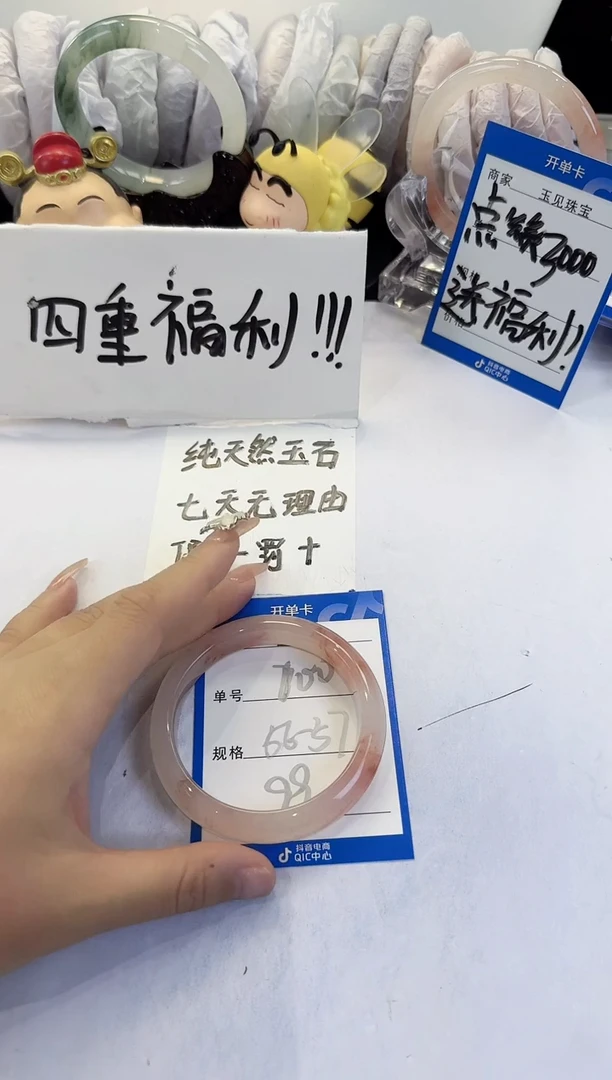 开单卡
商家 玉见珠宝
点赞3000
送福利!
抖音电商
QIC中心
四重福利!!!
纯天然玉石
七天无理由
一罚十
开单卡
单号 100
规格 56-57
98
抖音电商
QIC中心